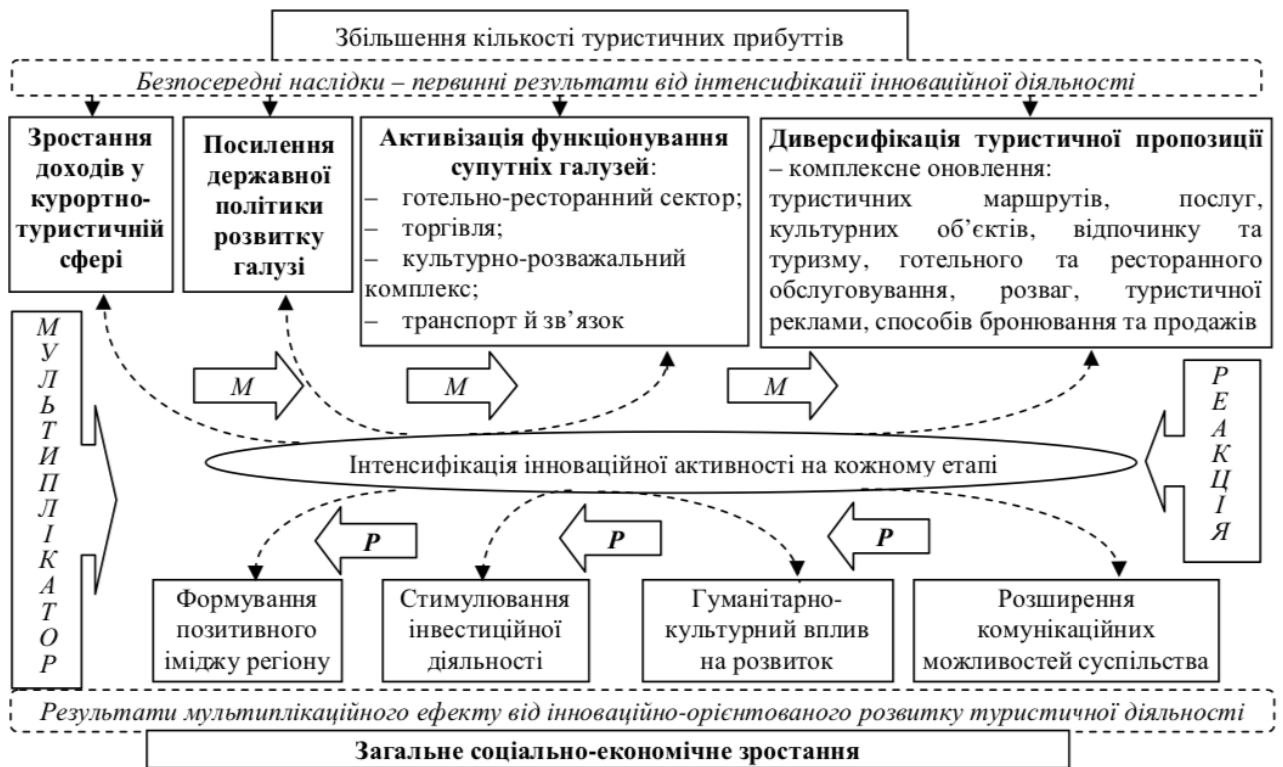 Збільшення кількості туристичних прибуттів
Безпосередні наслідки – первинні результати від інтенсифікації інноваційної діяльності
Зростання
доходів у
курортно-
туристичній
сфері
Посилення
державної
політики
розвитку
галузі
Активізація функціонування
супутніх галузей:
– готельно-ресторанний сектор;
– торгівля;
– культурно-розважальний
комплекс;
– транспорт й зв’язок
Диверсифікація туристичної пропозиції
– комплексне оновлення:
туристичних маршрутів, послуг,
культурних об’єктів, відпочинку та
туризму, готельного та ресторанного
обслуговування, розваг, туристичної
реклами, способів бронювання та продажів
МУЛЬТИПЛІКАТОР
М
М
М
РЕАКЦІЯ
Інтенсифікація інноваційної активності на кожному етапі
Р
Р
Р
Формування
позитивного
іміджу регіону
Стимулювання
інвестиційної
діяльності
Гуманітарно-
культурний вплив
на розвиток
Розширення
комунікаційних
можливостей суспільства
Результати мультиплікаційного ефекту від інноваційно-орієнтованого розвитку туристичної діяльності
Загальне соціально-економічне зростання